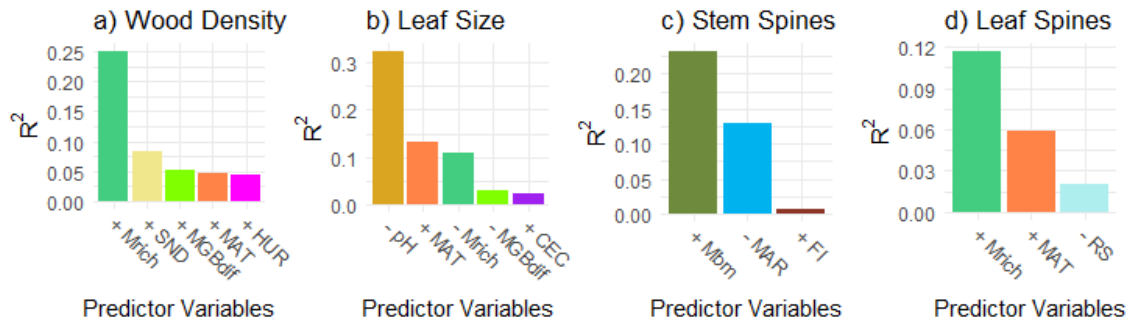 a) Wood Density
R²
0.25
0.20
0.15
0.10
0.05
0.00
+ Mrich
+ SND
+ MGBdif
+ MAT
+ HUR
Predictor Variables
b) Leaf Size
R²
0.3
0.2
0.1
0.0
- pH
+ MAT
- Mrich
- MGBdif
+ CEC
Predictor Variables
c) Stem Spines
R²
0.20
0.15
0.10
0.05
0.00
+ Mbm
- MAR
+ FI
Predictor Variables
d) Leaf Spines
R²
0.12
0.09
0.06
0.03
0.00
+ Mrich
+ MAT
- RS
Predictor Variables